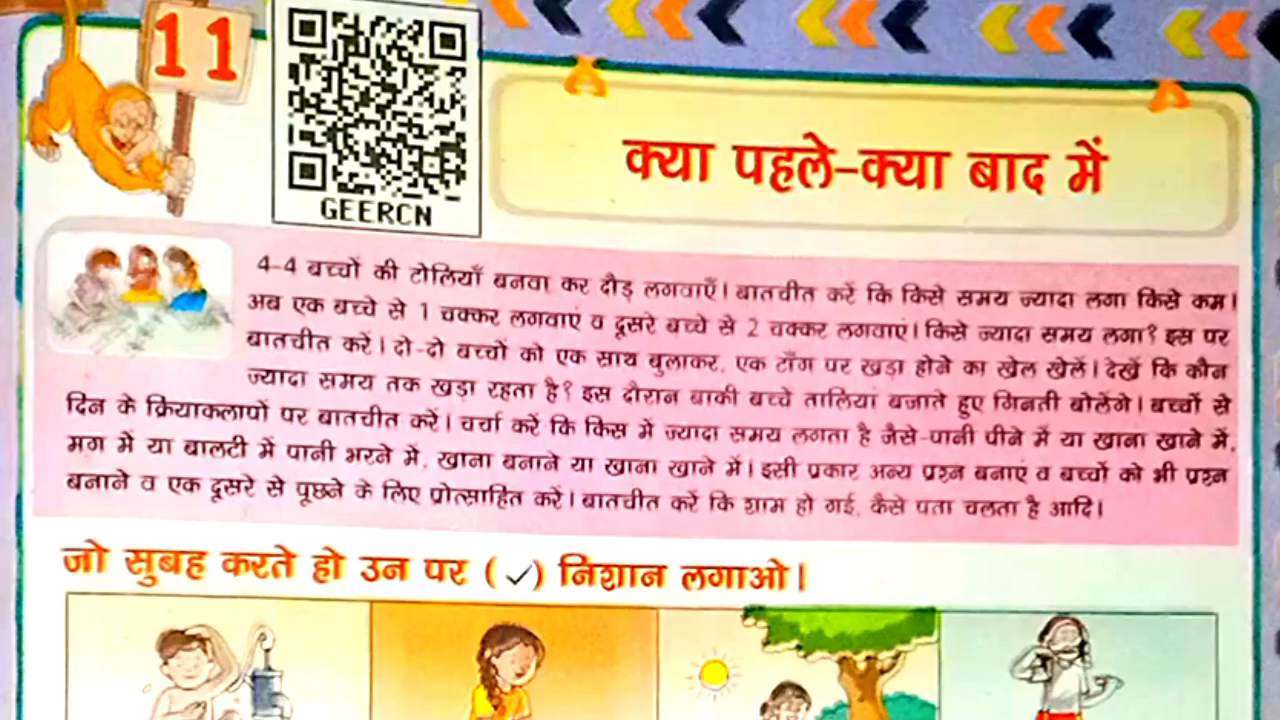 11
GEERCN
क्या पहले-क्या बाद में
4-4 बच्चों की टोलियाँ बनवा कर दौड़ लगवाएँ। बातचीत करें कि किसे समय ज्यादा लगा किसे कम।
अब एक बच्चे से 1 चक्कर लगवाएं व दूसरे बच्चे से 2 चक्कर लगवाएं। किसे ज्यादा समय लगा? इस पर
बातचीत करें। दो-दो बच्चों को एक साथ बुलाकर, एक टाँग पर खड़ा होने का खेल खेलें। देखें कि कौन
ज्यादा समय तक खड़ा रहता है? इस दौरान बाकी बच्चे तालियां बजाते हुए गिनती बोलेंगे। बच्चों से
दिन के क्रियाकलापों पर बातचीत करें। चर्चा करें कि किस में ज्यादा समय लगता है जैसे-पानी पीने में या खाना खाने में,
मग में या बालटी में पानी भरने में, खाना बनाने या खाना खाने में। इसी प्रकार अन्य प्रश्न बनाएं व बच्चों को भी प्रश्न
बनाने व एक दूसरे से पूछने के लिए प्रोत्साहित करें। बातचीत करें कि शाम हो गई, कैसे पता चलता है आदि।
जो सुबह करते हो उन पर (✓) निशान लगाओ।